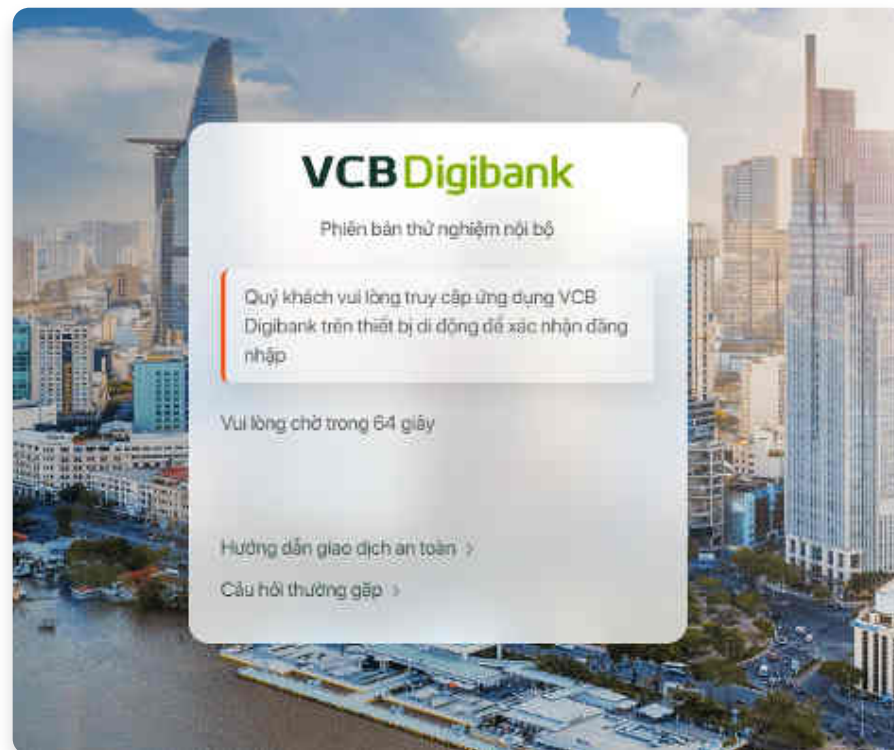 VCB Digibank
Phiên bản thử nghiệm nội bộ
Quý khách vui lòng truy cập ứng dụng VCB
Digibank trên thiết bị di động để xác nhận đăng
nhập
Vui lòng chờ trong 64 giây
Hướng dẫn giao dịch an toàn >
Câu hỏi thường gặp >